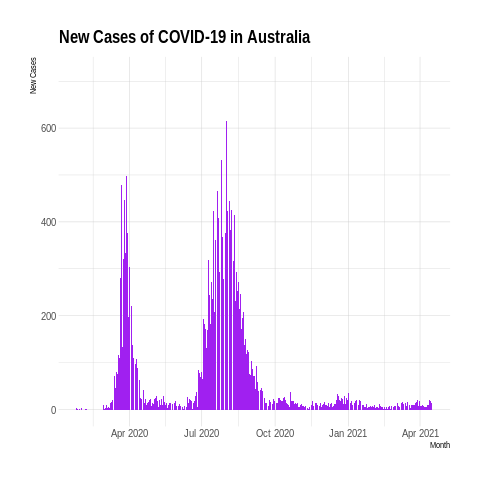 New Cases of COVID-19 in Australia
New Cases
600
400
200
0
Apr 2020 Jul 2020 Oct 2020 Jan 2021 Apr 2021
Month